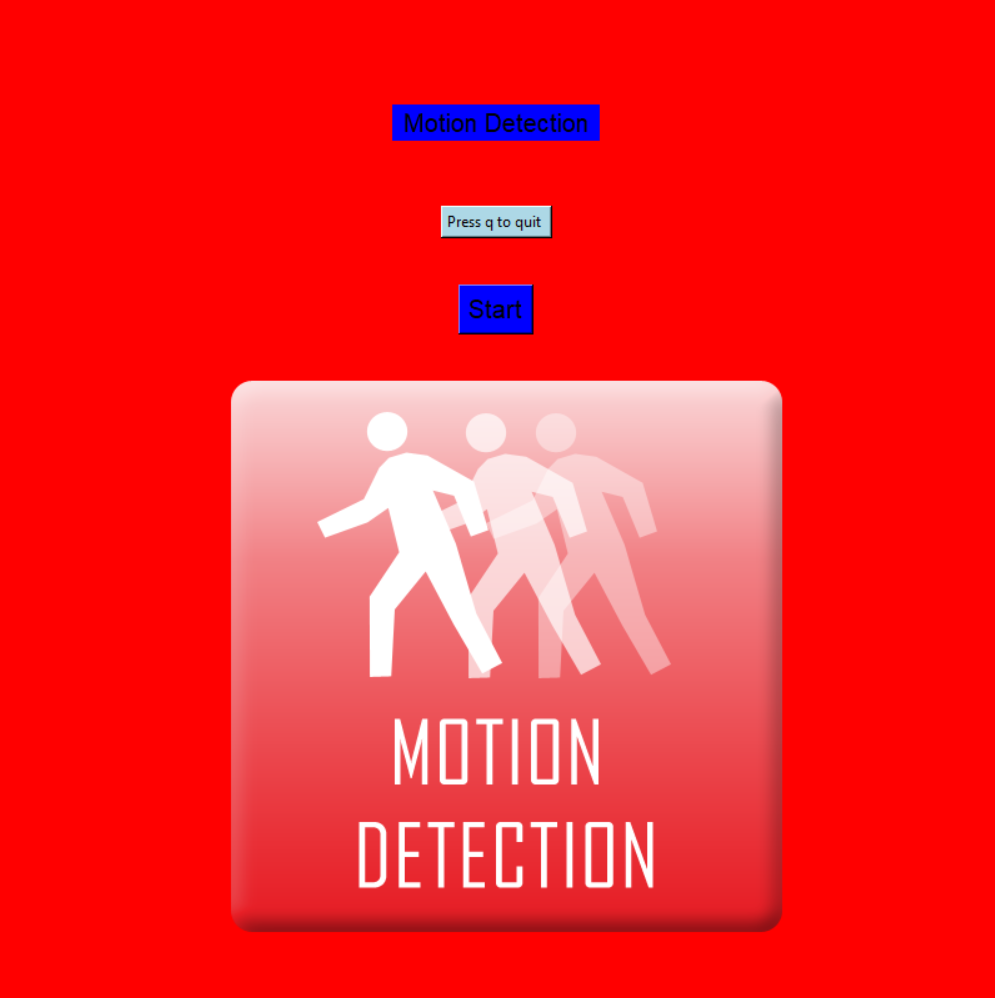 Motion Detection
Press q to quit
Start
MOTION
DETECTION